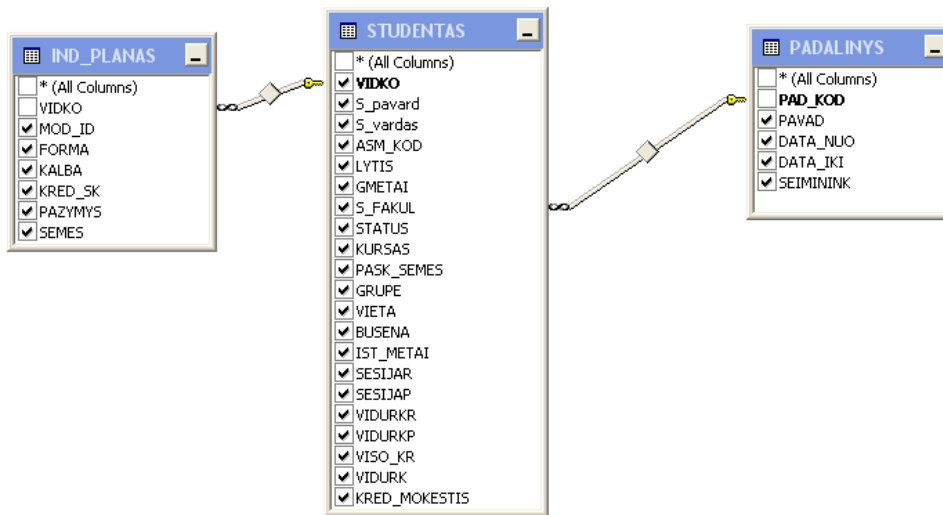 IND_PLANAS
* (All Columns)
VIDKO
MOD_ID
FORMA
KALBA
KRED_SK
PAZYMYS
SEMES
STUDENTAS
* (All Columns)
VIDKO
S_pavard
S_vardas
ASM_KOD
LYTIS
GMETAI
S_FAKUL
STATUS
KURSAS
PASK_SEMES
GRUPE
VIETA
BUSENA
IST_METAI
SESIJAR
SESIJAP
VIDURKR
VIDURKP
VISO_KR
VIDURK
KRED_MOKESTIS
PADALINYS
* (All Columns)
PAD_KOD
PAVAD
DATA_NUO
DATA_IKI
SEIMININK